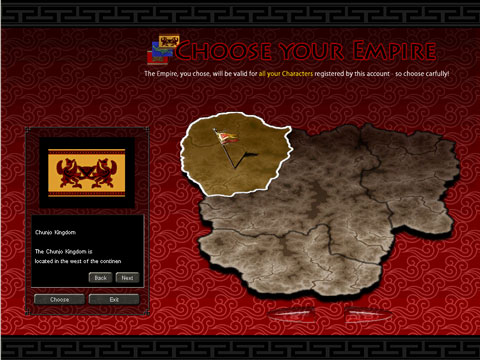 Choose your Empire
The Empire, you chose, will be valid for all your Characters registered by this account - so choose carfully!
Chunjo Kingdom
The Chunjo Kingdom is
located in the west of the continen
Back Next
Choose Exit